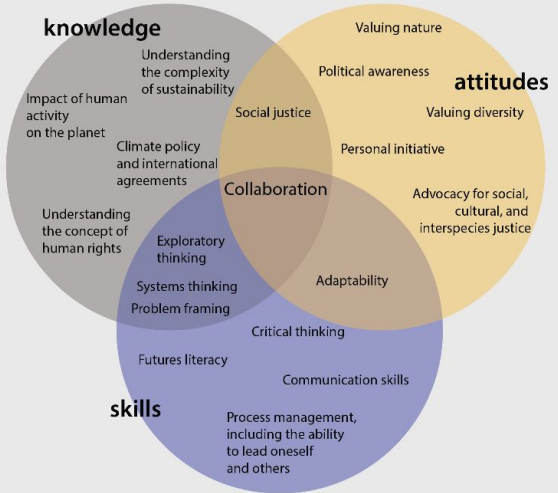 knowledge
Understanding
the complexity
of sustainability
Impact of human
activity
on the planet
Climate policy
and international
agreements
Understanding
the concept of
human rights
Social justice
Valuing nature
Political awareness
attitudes
Valuing diversity
Personal initiative
Advocacy for social,
cultural, and
interspecies justice
Collaboration
Exploratory
thinking
Systems thinking
Problem framing
Adaptability
Critical thinking
Futures literacy
Communication skills
skills
Process management,
including the ability
to lead oneself
and others